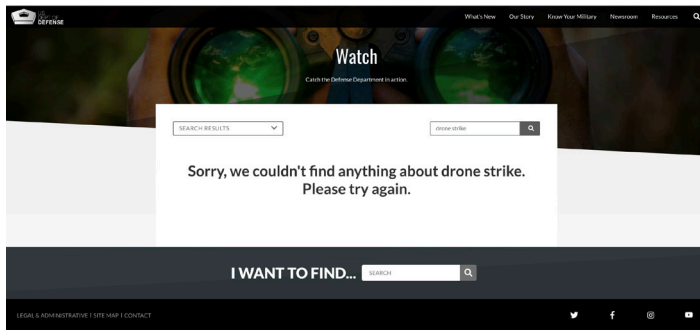 U.S.
DEPT OF
DEFENSE
What's New Our Story Know Your Military Newsroom Resources
Watch
Catch the Defense Department in action.
SEARCH RESULTS
drone strike
Sorry, we couldn't find anything about drone strike.
Please try again.
I WANT TO FIND... SEARCH
LEGAL & ADMINISTRATIVE | SITE MAP | CONTACT